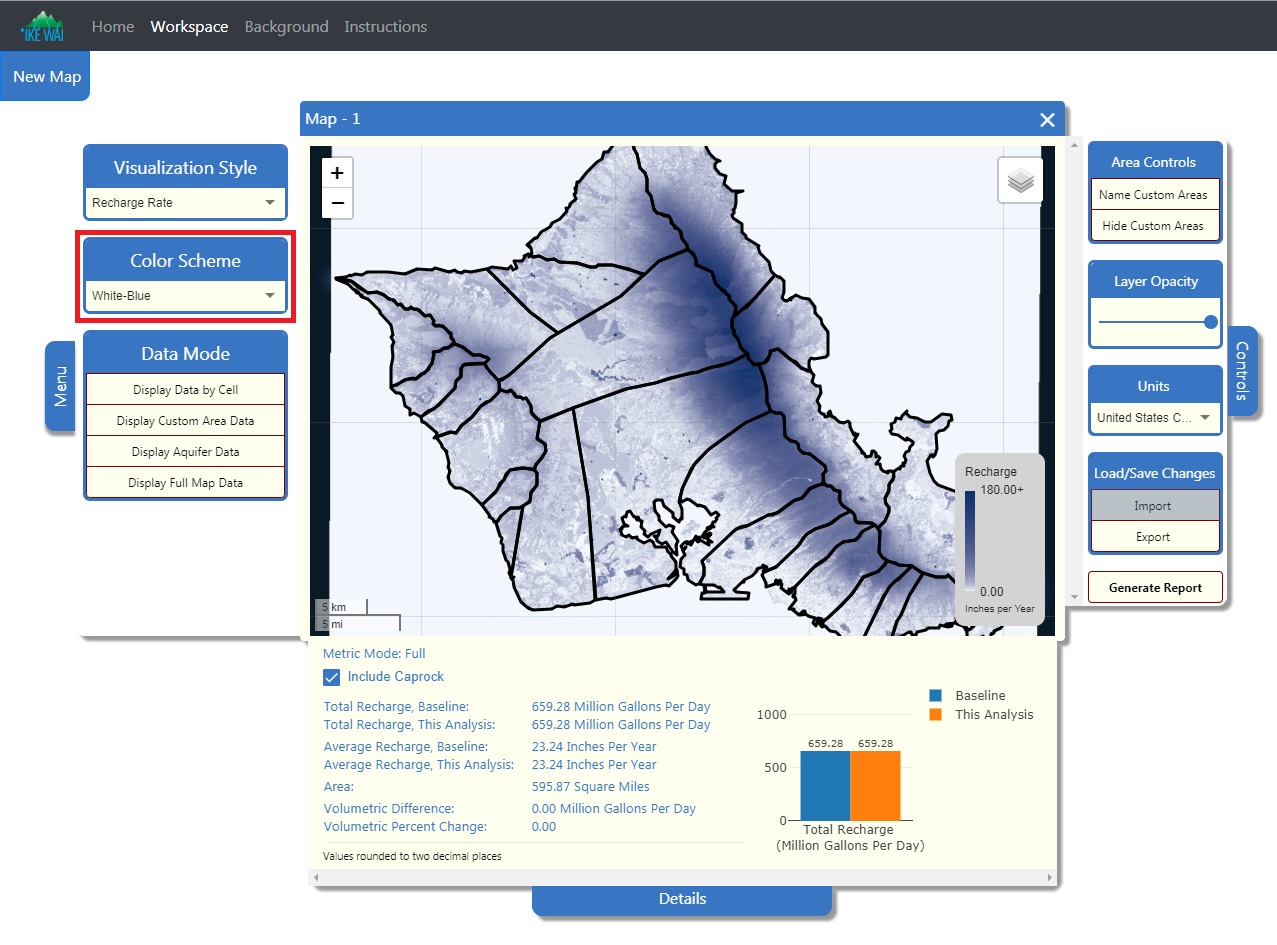 'IKE WAI
Home
Workspace
Background
Instructions
New Map
Map - 1
Visualization Style
Recharge Rate
Color Scheme
White-Blue
Data Mode
Display Data by Cell
Display Custom Area Data
Display Aquifer Data
Display Full Map Data
Menu
+
−
Recharge
180.00+
0.00
Inches per Year
5 km
5 mi
Area Controls
Name Custom Areas
Hide Custom Areas
Layer Opacity
Units
United States C...
Load/Save Changes
Import
Export
Generate Report
Controls
Metric Mode: Full
Include Caprock
Total Recharge, Baseline: 659.28 Million Gallons Per Day
Total Recharge, This Analysis: 659.28 Million Gallons Per Day
Average Recharge, Baseline: 23.24 Inches Per Year
Average Recharge, This Analysis: 23.24 Inches Per Year
Area: 595.87 Square Miles
Volumetric Difference: 0.00 Million Gallons Per Day
Volumetric Percent Change: 0.00
Values rounded to two decimal places
Baseline
This Analysis
1000
500
0
659.28
659.28
Total Recharge
(Million Gallons Per Day)
Details